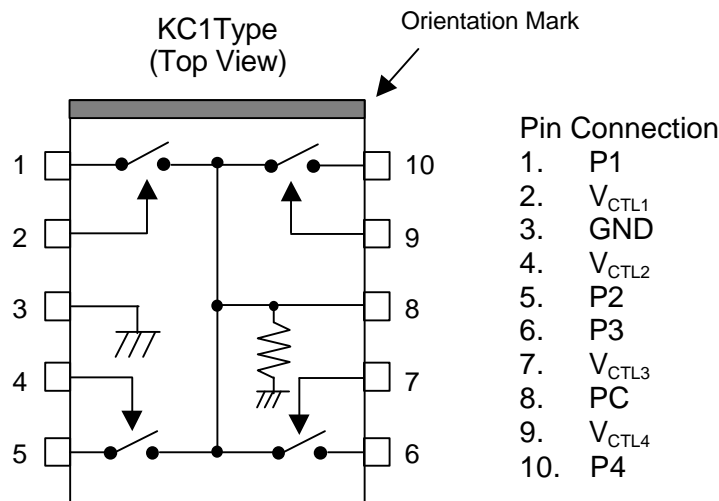 KC1Type
(Top View)
Orientation Mark
1
2
3
4
5
10
9
8
7
6
Pin Connection
1. P1
2. VCTL1
3. GND
4. VCTL2
5. P2
6. P3
7. VCTL3
8. PC
9. VCTL4
10. P4